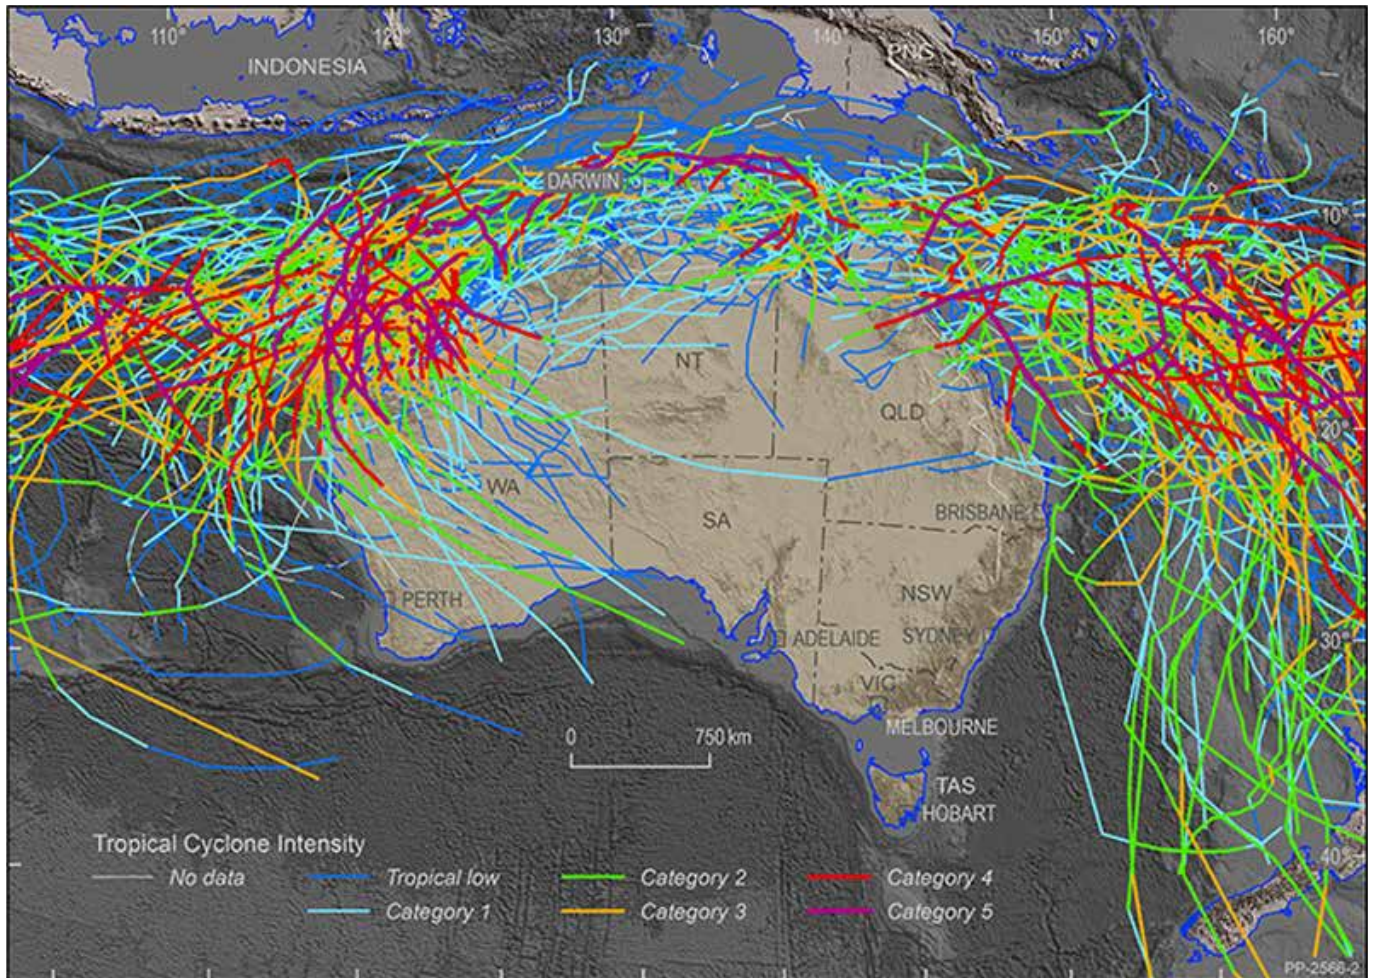 110° 120° 130° 140° 150° 160°
INDONESIA
PNG
DARWIN
10°
NT
QLD
20°
WA
SA
BRISBANE
NSW
PERTH
ADELAIDE
SYDNEY
30°
VIC
MELBOURNE
0 750 km
TAS
HOBART
Tropical Cyclone Intensity
40°
No data Tropical low Category 2 Category 4
Category 1 Category 3 Category 5
PP-2566-2